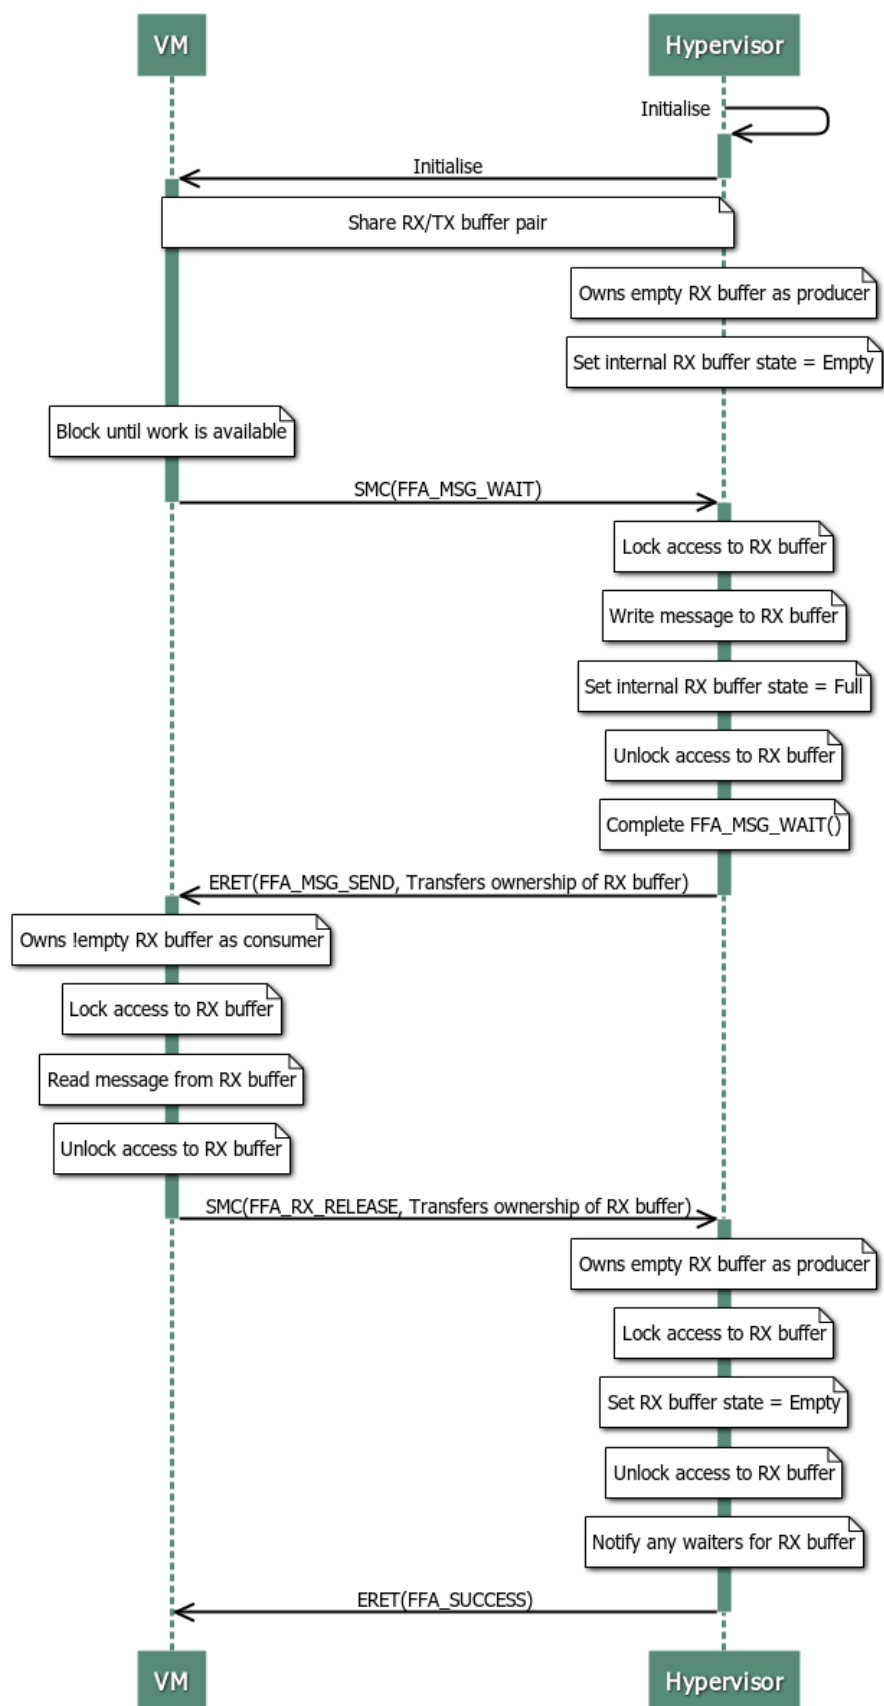 VM
Hypervisor
Initialise
Initialise
Share RX/TX buffer pair
Owns empty RX buffer as producer
Set internal RX buffer state = Empty
Block until work is available
SMC(FFA_MSG_WAIT)
Lock access to RX buffer
Write message to RX buffer
Set internal RX buffer state = Full
Unlock access to RX buffer
Complete FFA_MSG_WAIT()
ERET(FFA_MSG_SEND, Transfers ownership of RX buffer)
Owns !empty RX buffer as consumer
Lock access to RX buffer
Read message from RX buffer
Unlock access to RX buffer
SMC(FFA_RX_RELEASE, Transfers ownership of RX buffer)
Owns empty RX buffer as producer
Lock access to RX buffer
Set RX buffer state = Empty
Unlock access to RX buffer
Notify any waiters for RX buffer
ERET(FFA_SUCCESS)
VM
Hypervisor